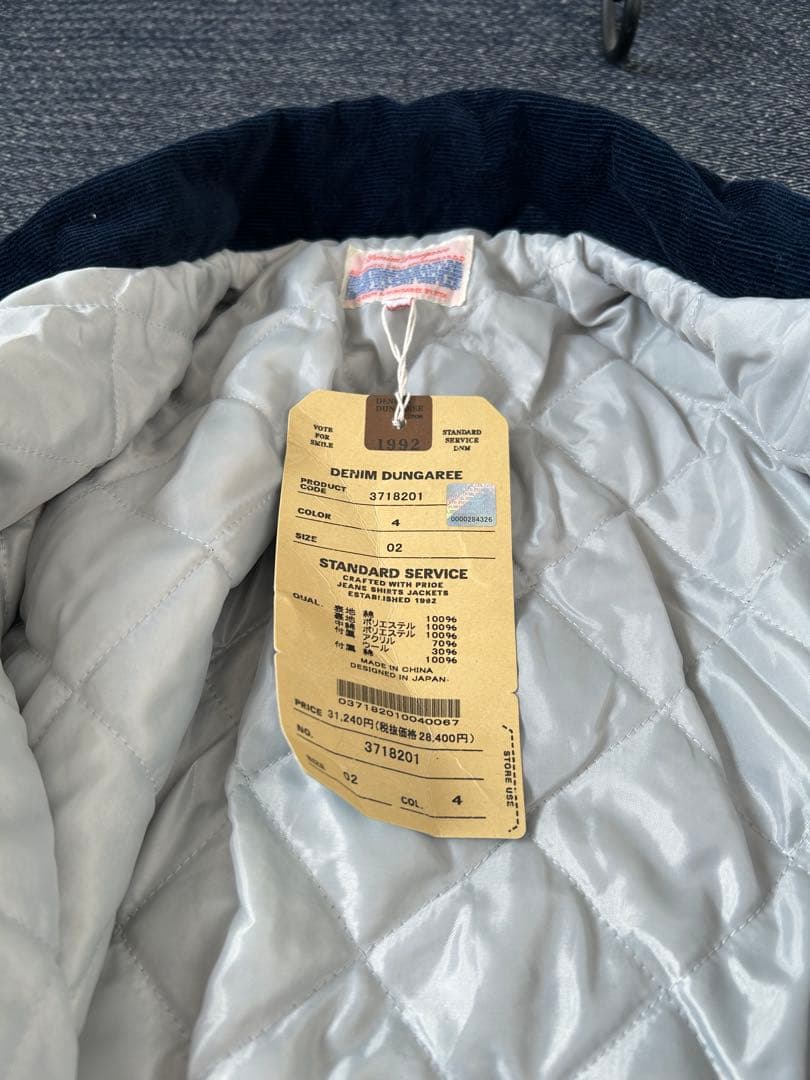 VOTE
FOR
SMILE
1992
STANDARD
SERVICE
DNM
DENIM DUNGAREE
PRODUCT
CODE 3718201
0000284326
COLOR 4
SIZE 02
STANDARD SERVICE
CRAFTED WITH PRIDE
JEANS SHIRTS JACKETS
ESTABLISHED 1992
QUAL. 表地 綿 100%
裏地 ポリエステル 100%
中綿 ポリエステル 100%
付属 アクリル 70%
ウール 30%
付属 綿 100%
MADE IN CHINA
DESIGNED IN JAPAN
037182010040067
PRICE 31,240円(税抜価格28,400円)
NO. 3718201
SIZE 02 COL. 4
STORE USE